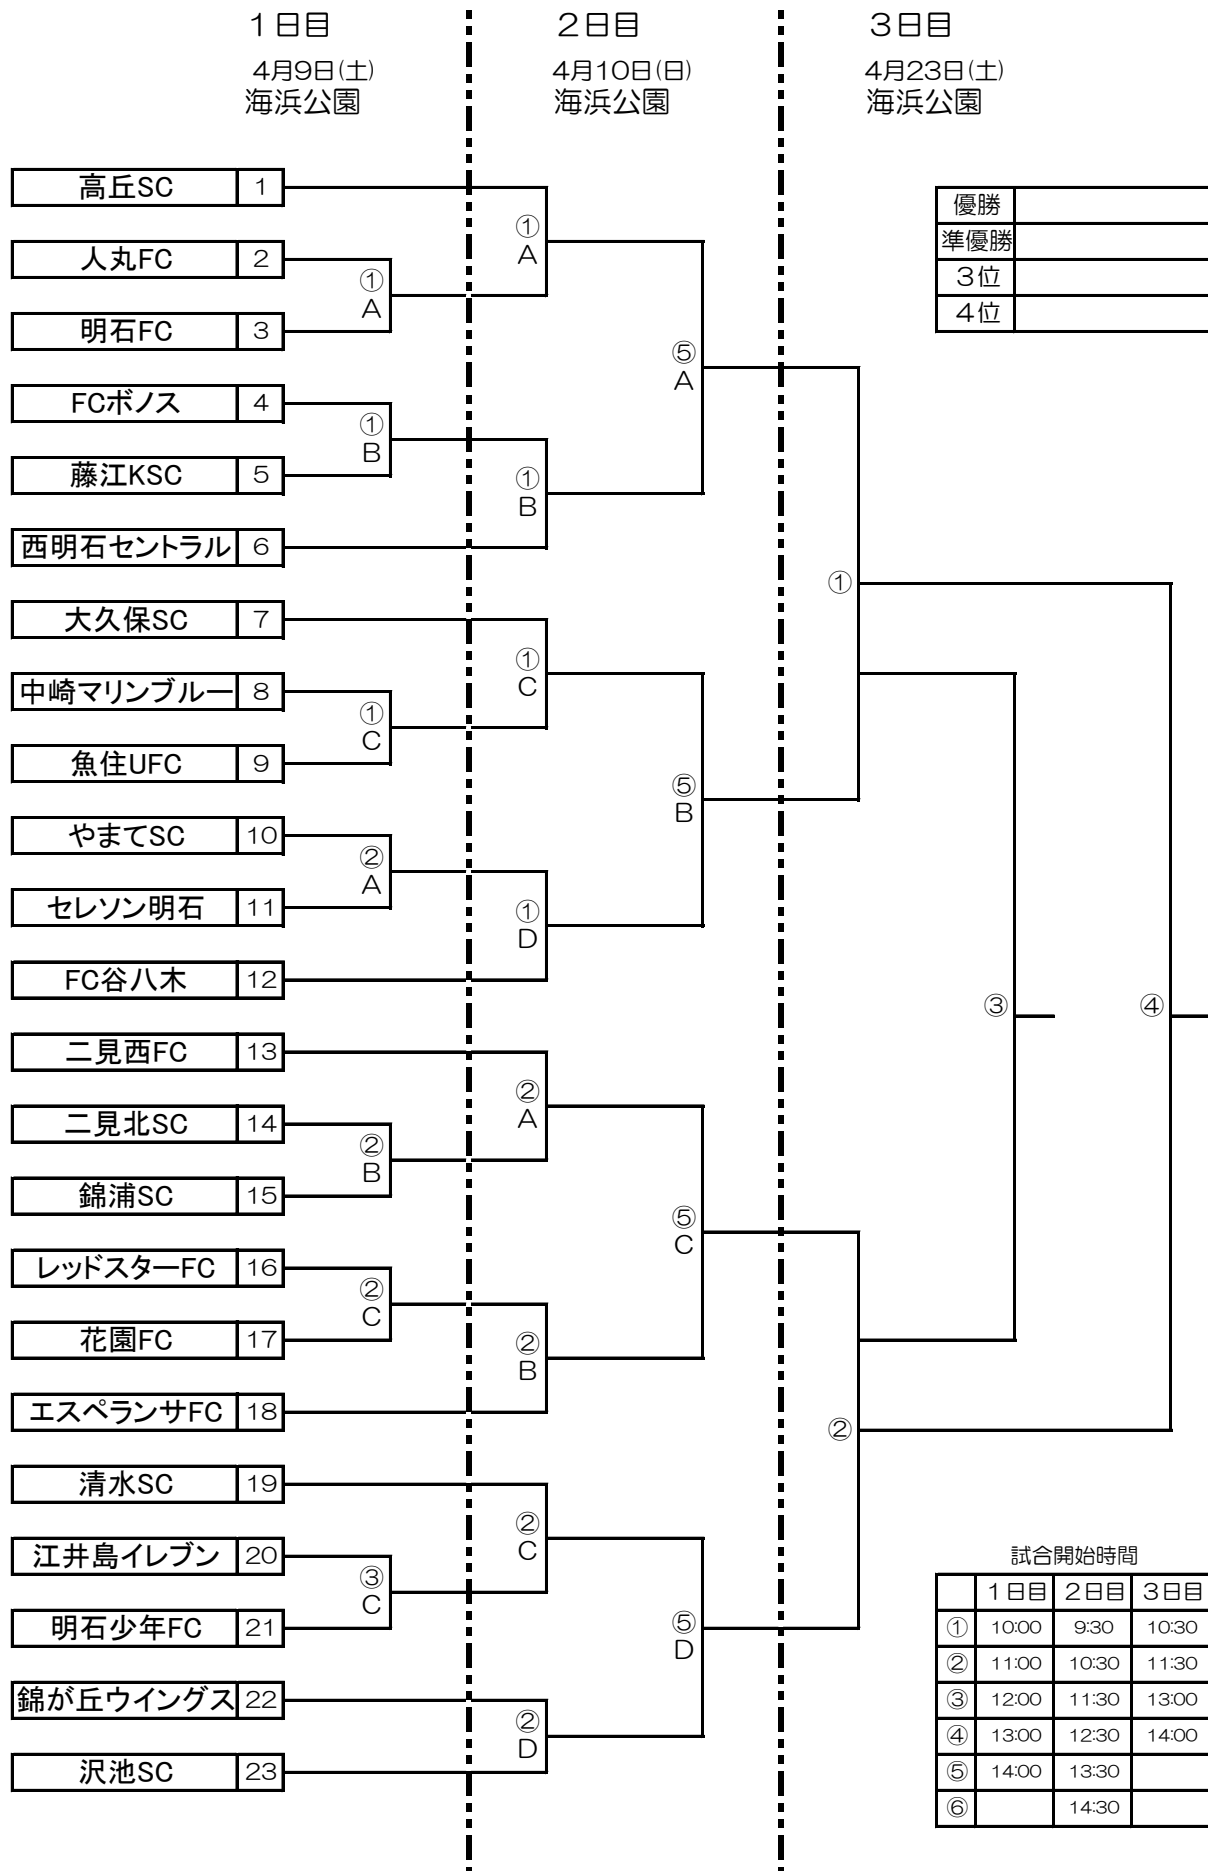 1日目
2日目
3日目
4月9日(土)
4月10日(日)
4月23日(土)
海浜公園
海浜公園
海浜公園
高丘SC 1
人丸FC 2
明石FC 3
FCボノス 4
藤江KSC 5
西明石セントラル 6
大久保SC 7
中崎マリンブルー 8
魚住UFC 9
やまてSC 10
セレソン明石 11
FC谷八木 12
二見西FC 13
二見北SC 14
錦浦SC 15
レッドスターFC 16
花園FC 17
エスペランサFC 18
清水SC 19
江井島イレブン 20
明石少年FC 21
錦が丘ウイングス 22
沢池SC 23
① A
① B
① C
② A
② B
② C
③ C
① A
① B
① C
① D
② A
② B
② C
② D
⑤ A
⑤ B
⑤ C
⑤ D
①
②
③
④
優勝
準優勝
3位
4位
試合開始時間
1日目 2日目 3日目
① 10:00 9:30 10:30
② 11:00 10:30 11:30
③ 12:00 11:30 13:00
④ 13:00 12:30 14:00
⑤ 14:00 13:30
⑥ 14:30